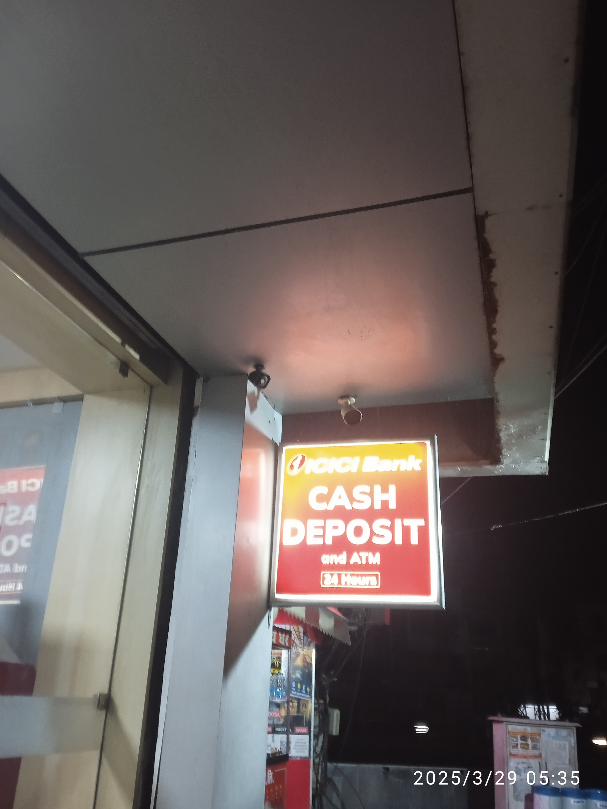 ICICI Bank
CASH
DEPOSIT
and ATM
24 Hours
2025/3/29 05:35